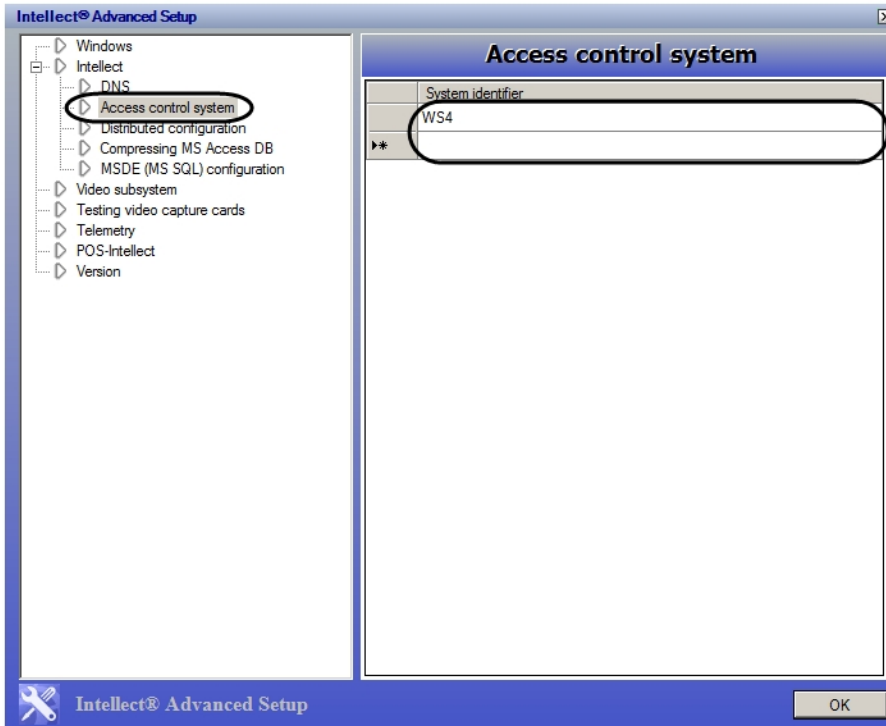 Intellect® Advanced Setup
Windows
Intellect
DNS
Access control system
Distributed configuration
Compressing MS Access DB
MSDE (MS SQL) configuration
Video subsystem
Testing video capture cards
Telemetry
POS-Intellect
Version
Access control system
System identifier
WS4
Intellect® Advanced Setup
OK